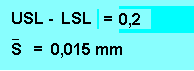 USL - LSL = 0,2
S̅ = 0,015 mm